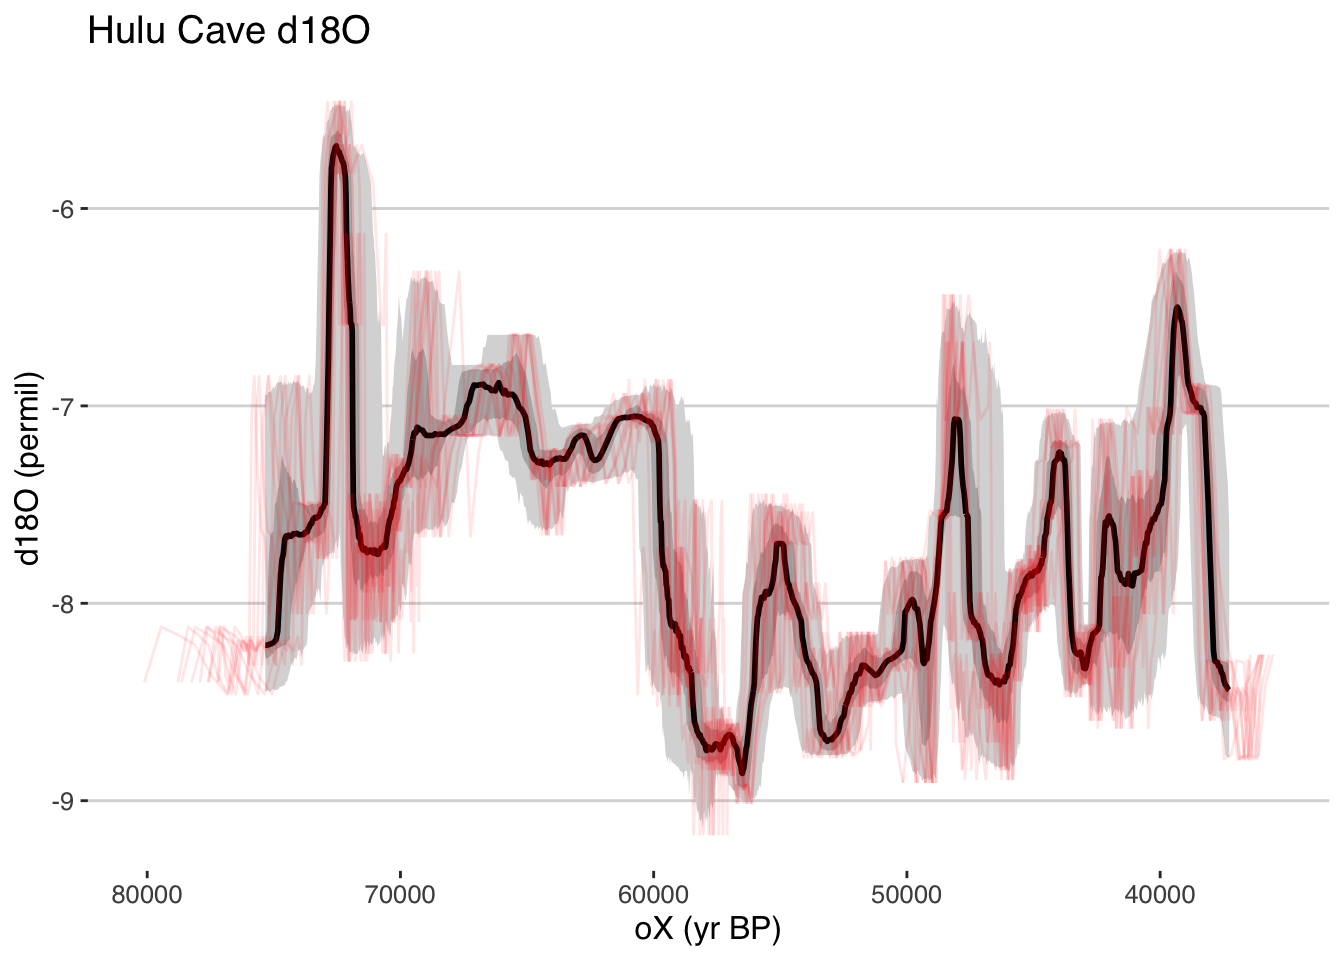 Hulu Cave d18O
-6
-7
-8
-9
d18O (permil)
80000 70000 60000 50000 40000
oX (yr BP)